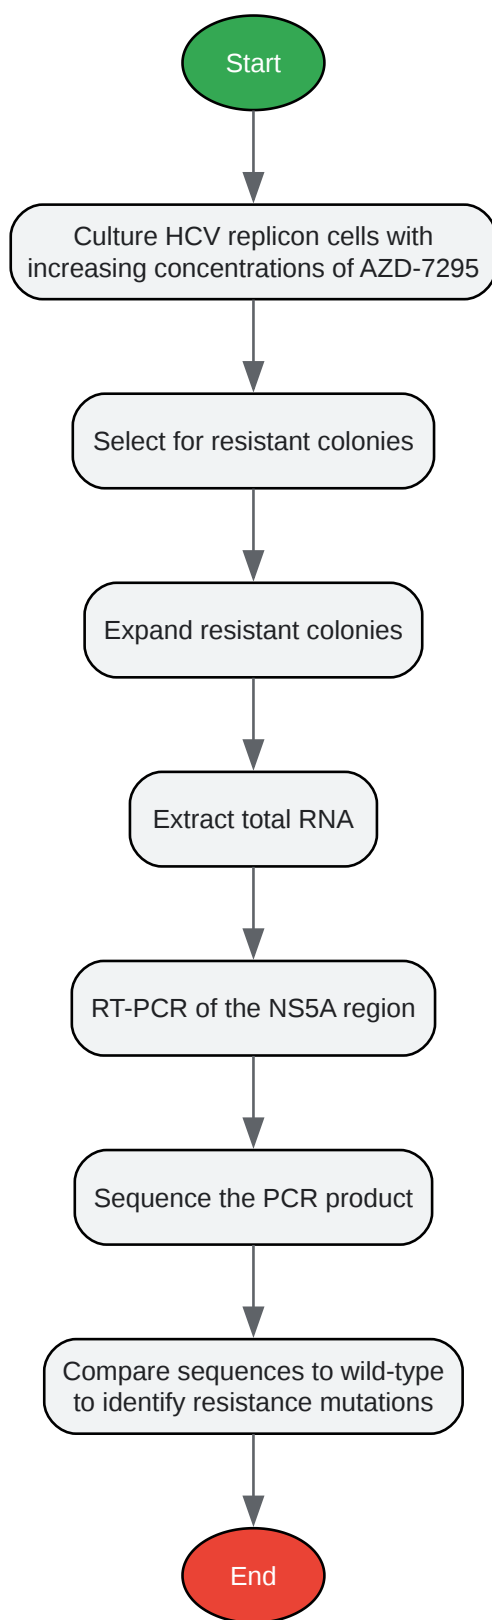 Start
Culture HCV replicon cells with
increasing concentrations of AZD-7295
Select for resistant colonies
Expand resistant colonies
Extract total RNA
RT-PCR of the NS5A region
Sequence the PCR product
Compare sequences to wild-type
to identify resistance mutations
End